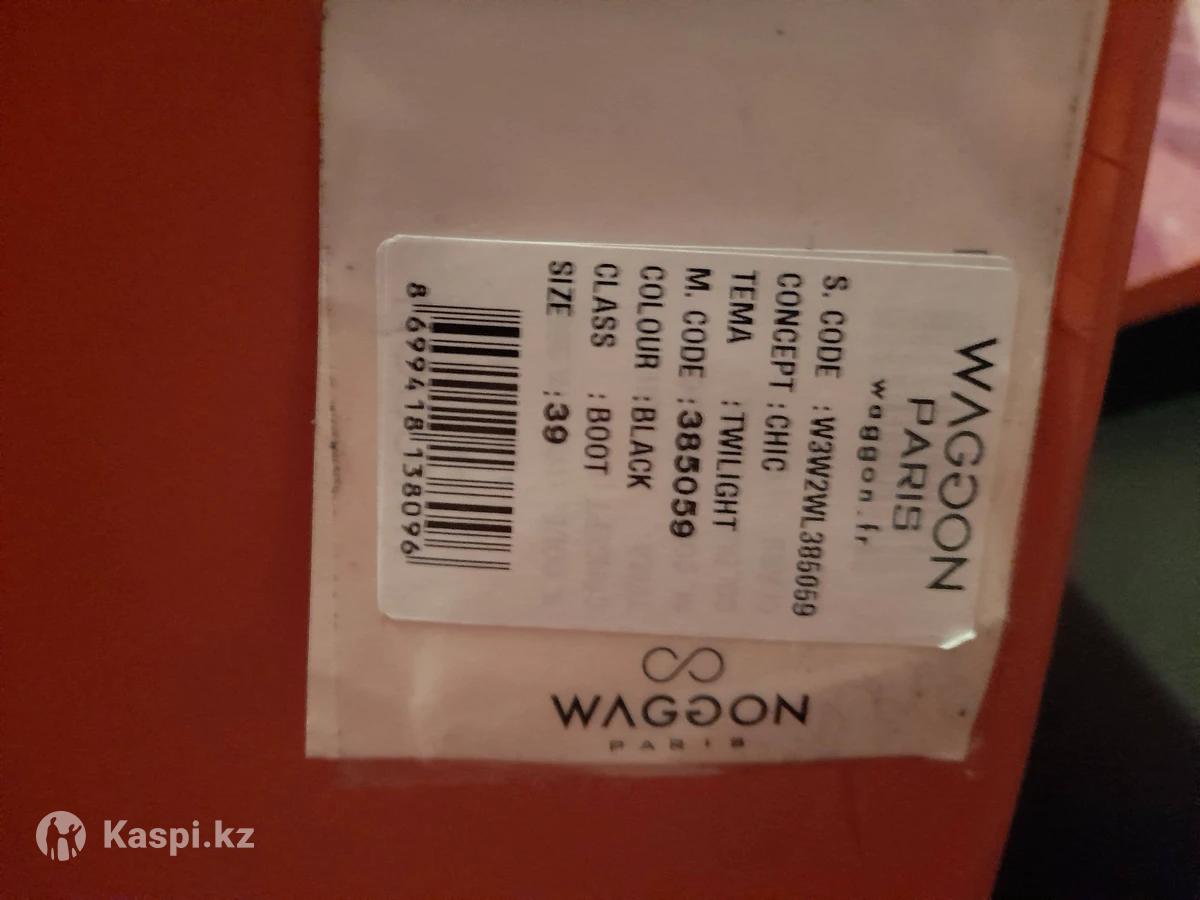 WAGGON
PARIS
waggon.fr
S. CODE : W3W2WL385059
CONCEPT : CHIC
TEMA : TWILIGHT
M. CODE : 385059
COLOUR : BLACK
CLASS : BOOT
SIZE : 39
8 699418 138096
WAGGON
PARIS
Kaspi.kz